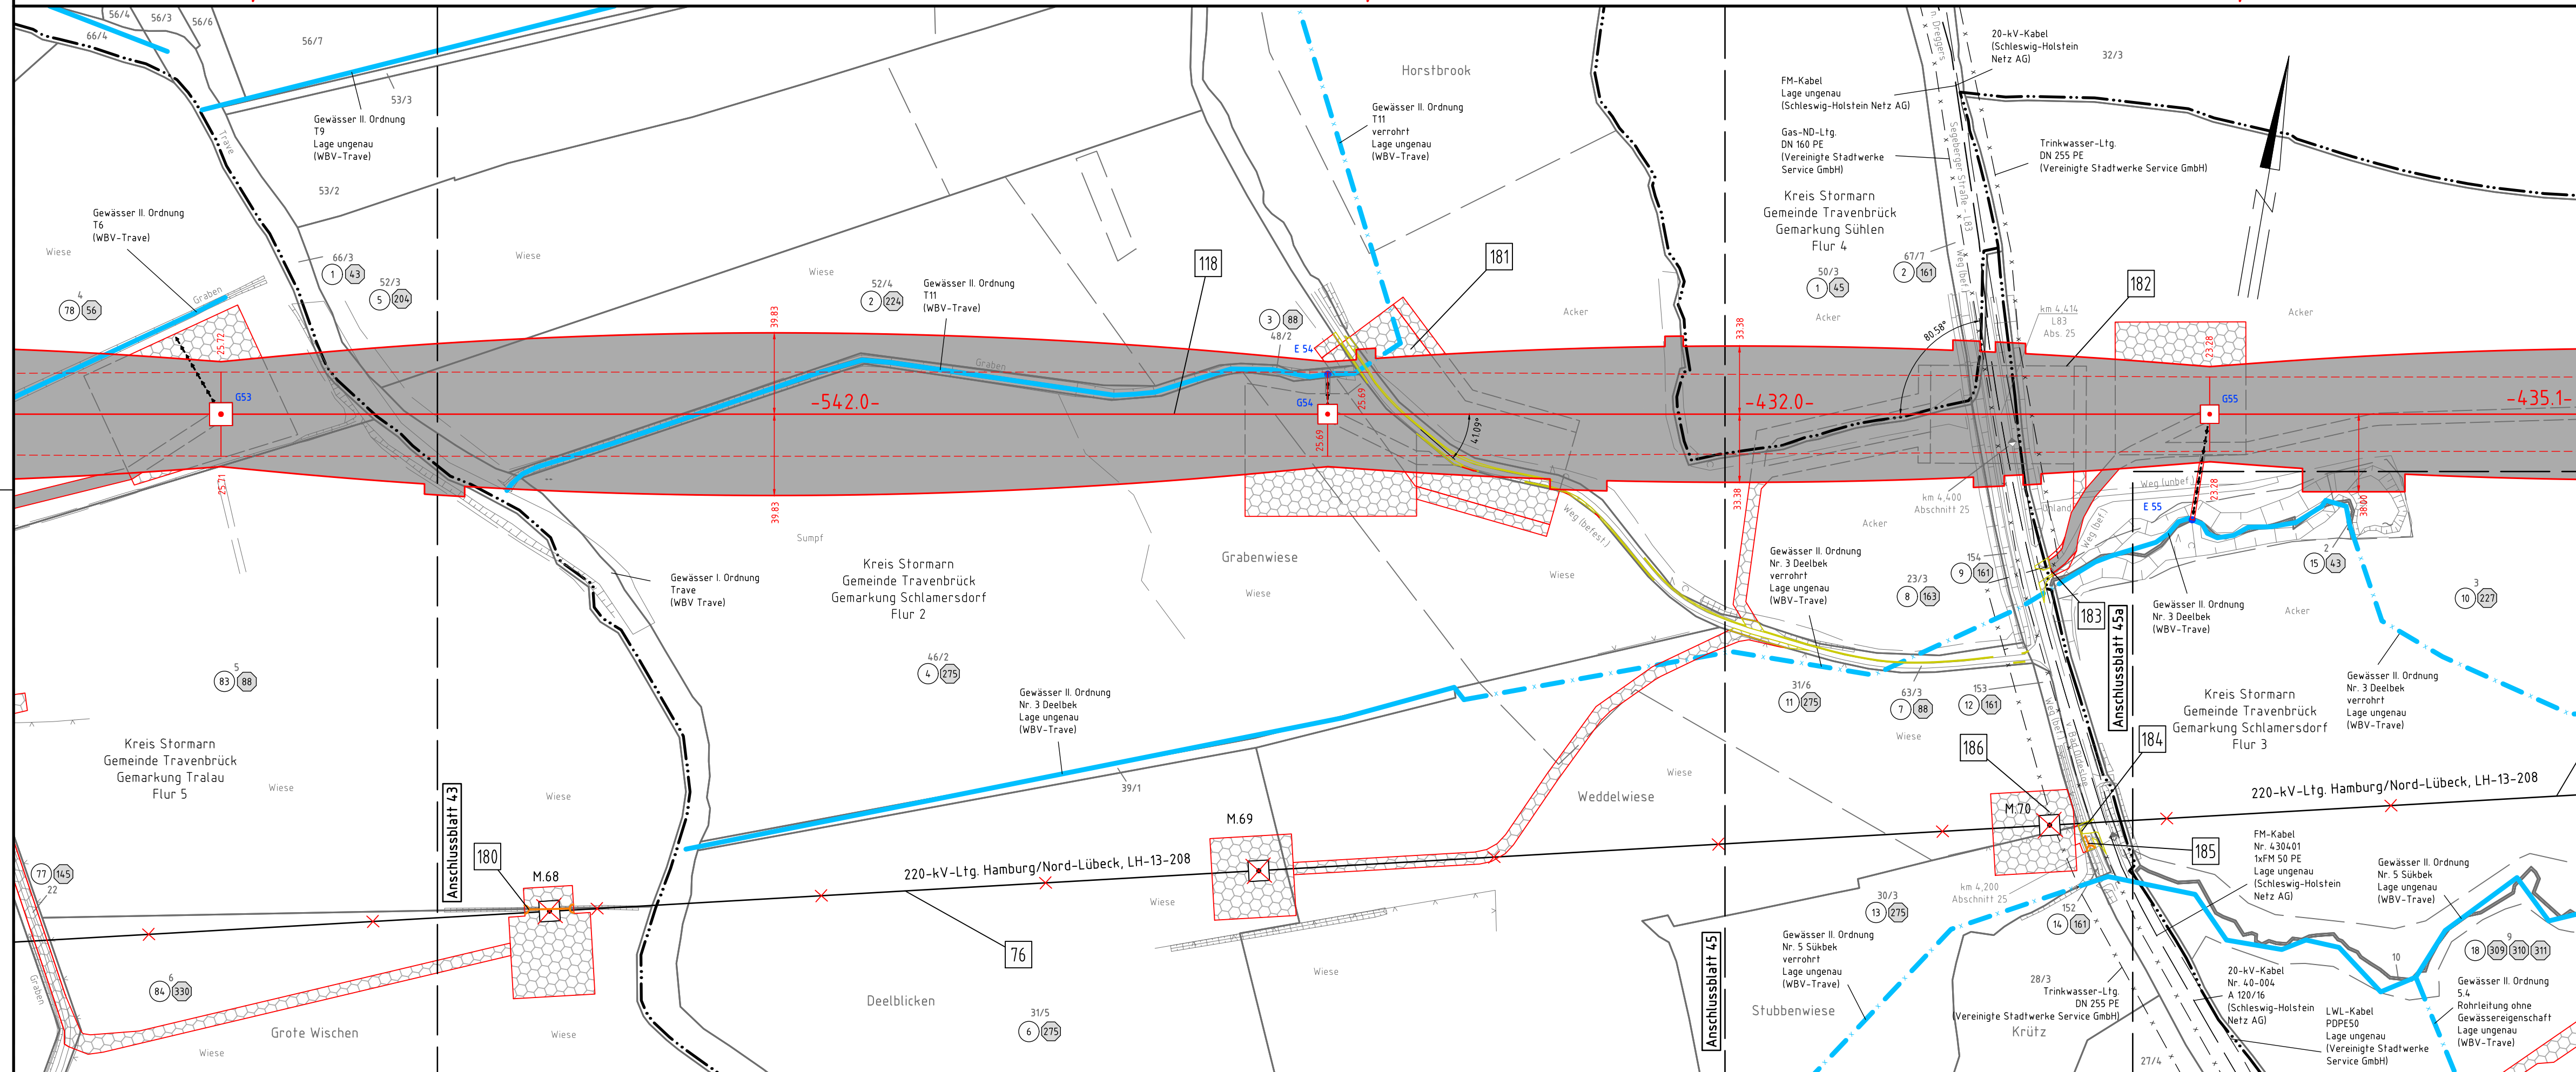 56/4
56/3
56/6
66/4
56/7
53/3
Gewässer II. Ordnung
T9
Lage ungenau
(WBV-Trave)
Trave
53/2
Gewässer II. Ordnung
T6
(WBV-Trave)
Wiese
66/3
1 43
52/3
5 204
4
78 56
Graben
25.72
G53
25.71
Wiese
Wiese
52/4
2 224
Gewässer II. Ordnung
T11
(WBV-Trave)
Graben
39.83
-542.0-
39.83
118
3 88
48/2
E 54
G54
25.69
25.69
41.09°
Horstbrook
Gewässer II. Ordnung
T11
verrohrt
Lage ungenau
(WBV-Trave)
181
Acker
33.38
-432.0-
33.38
20-kV-Kabel
(Schleswig-Holstein
Netz AG)
32/3
n. Dreggers
FM-Kabel
Lage ungenau
(Schleswig-Holstein Netz AG)
Gas-ND-Ltg.
DN 160 PE
(Vereinigte Stadtwerke
Service GmbH)
Segeberger Straße - L83
Trinkwasser-Ltg.
DN 255 PE
(Vereinigte Stadtwerke Service GmbH)
Kreis Stormarn
Gemeinde Travenbrück
Gemarkung Sühlen
Flur 4
50/3
1 45
Acker
67/7
2 161
Weg (bef.)
80.58°
km 4,414
L83
Abs. 25
182
Acker
23.28
G55
-435.1-
23.28
38.00
km 4,400
Abschnitt 25
Acker
Unland
Weg (unbef.)
Weg (bef.)
E 55
2
15 43
3
10 227
Acker
Sumpf
Kreis Stormarn
Gemeinde Travenbrück
Gemarkung Schlamersdorf
Flur 2
Gewässer I. Ordnung
Trave
(WBV Trave)
Grabenwiese
Wiese
Wiese
Weg (befest.)
Gewässer II. Ordnung
Nr. 3 Deelbek
verrohrt
Lage ungenau
(WBV-Trave)
154
9 161
23/3
8 163
183
Anschlussblatt 45a
Gewässer II. Ordnung
Nr. 3 Deelbek
(WBV-Trave)
Gewässer II. Ordnung
Nr. 3 Deelbek
verrohrt
Lage ungenau
(WBV-Trave)
Kreis Stormarn
Gemeinde Travenbrück
Gemarkung Schlamersdorf
Flur 3
5
83 88
46/2
4 275
Gewässer II. Ordnung
Nr. 3 Deelbek
Lage ungenau
(WBV-Trave)
39/1
31/6
11 275
63/3
7 88
153
12 161
Wiese
Weg (bef.)
v. Bad Oldesloe
186
184
Kreis Stormarn
Gemeinde Travenbrück
Gemarkung Tralau
Flur 5
Wiese
Wiese
Wiese
Weddelwiese
M.70
220-kV-Ltg. Hamburg/Nord-Lübeck, LH-13-208
Anschlussblatt 43
180
M.68
M.69
220-kV-Ltg. Hamburg/Nord-Lübeck, LH-13-208
76
185
FM-Kabel
Nr. 430401
1xFM 50 PE
Lage ungenau
(Schleswig-Holstein
Netz AG)
Gewässer II. Ordnung
Nr. 5 Sükbek
Lage ungenau
(WBV-Trave)
77 145
22
Graben
6
84 330
Grote Wischen
Wiese
Wiese
Wiese
Deelblicken
Wiese
31/5
6 275
Anschlussblatt 45
30/3
13 275
km 4,200
Abschnitt 25
152
14 161
Gewässer II. Ordnung
Nr. 5 Sükbek
verrohrt
Lage ungenau
(WBV-Trave)
Stubbenwiese
28/3
Trinkwasser-Ltg.
DN 255 PE
(Vereinigte Stadtwerke Service GmbH)
Krütz
27/4
20-kV-Kabel
Nr. 40-004
A 120/16
(Schleswig-Holstein
Netz AG)
LWL-Kabel
PDPE50
Lage ungenau
(Vereinigte Stadtwerke
Service GmbH)
10
9
18 309 310 311
Gewässer II. Ordnung
5.4
Rohrleitung ohne
Gewässereigenschaft
Lage ungenau
(WBV-Trave)